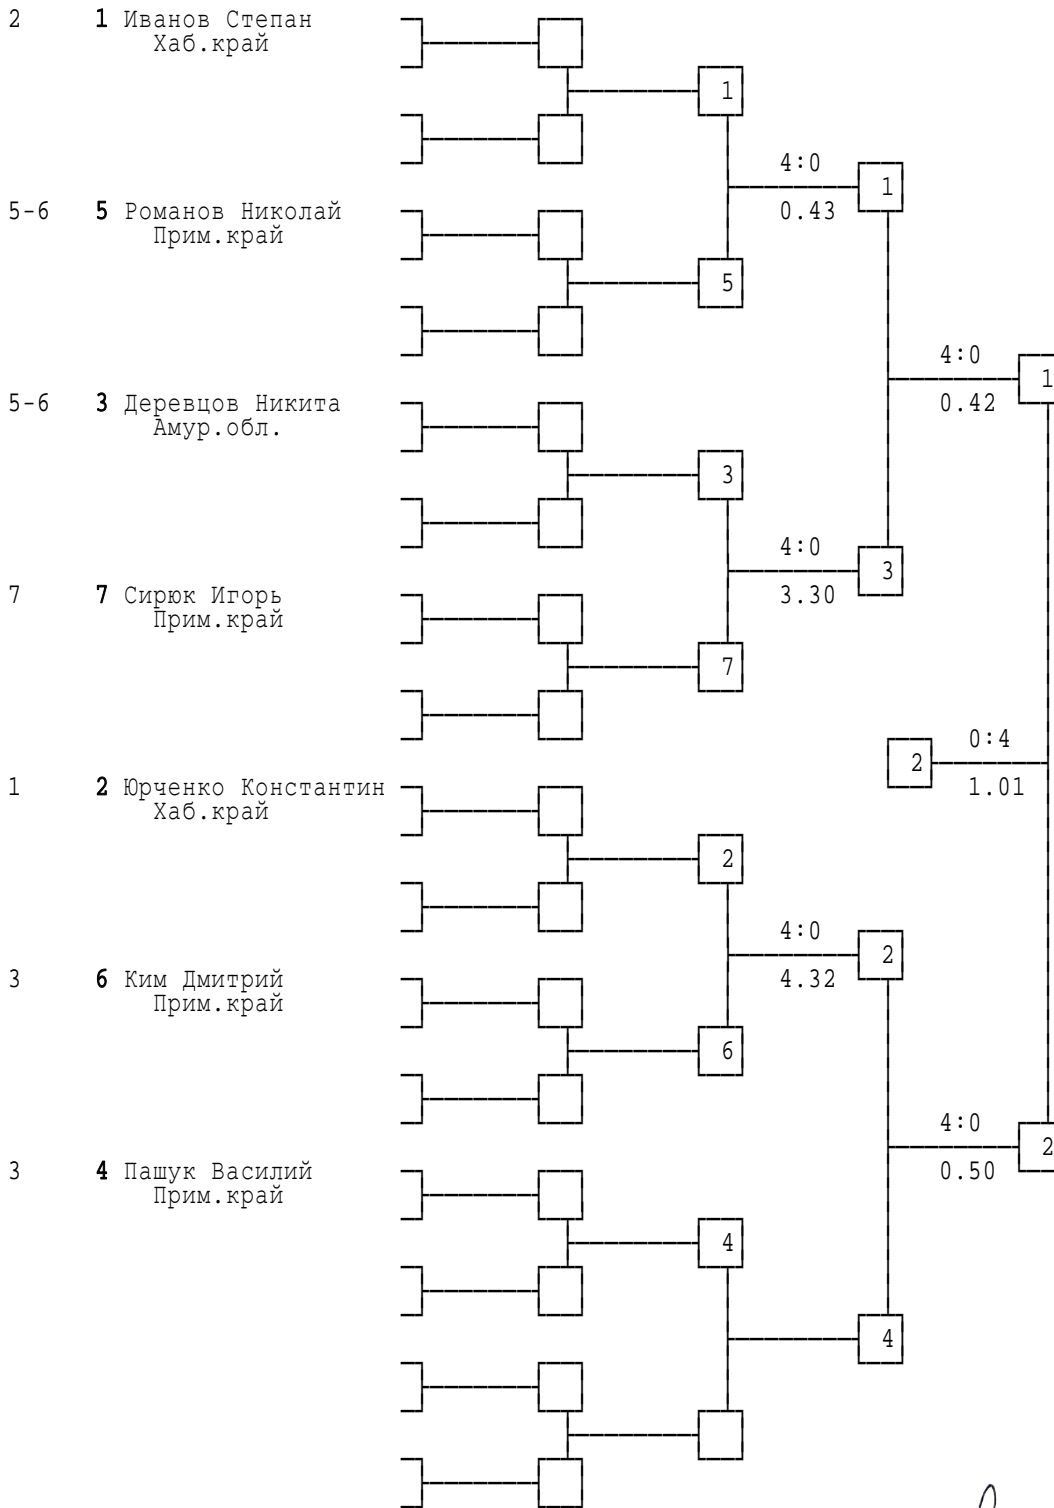 2 1 Иванов Степан
Хаб.край
1
4:0
1
5-6 5 Романов Николай
0.43
Прим.край
5
4:0
1
5-6 3 Деревцов Никита
0.42
Амур.обл.
3
4:0
3
7 7 Сирюк Игорь
3.30
Прим.край
7
0:4
2
1 2 Юрченко Константин
1.01
Хаб.край
2
4:0
2
3 6 Ким Дмитрий
4.32
Прим.край
6
4:0
2
3 4 Пашук Василий
0.50
Прим.край
4
4